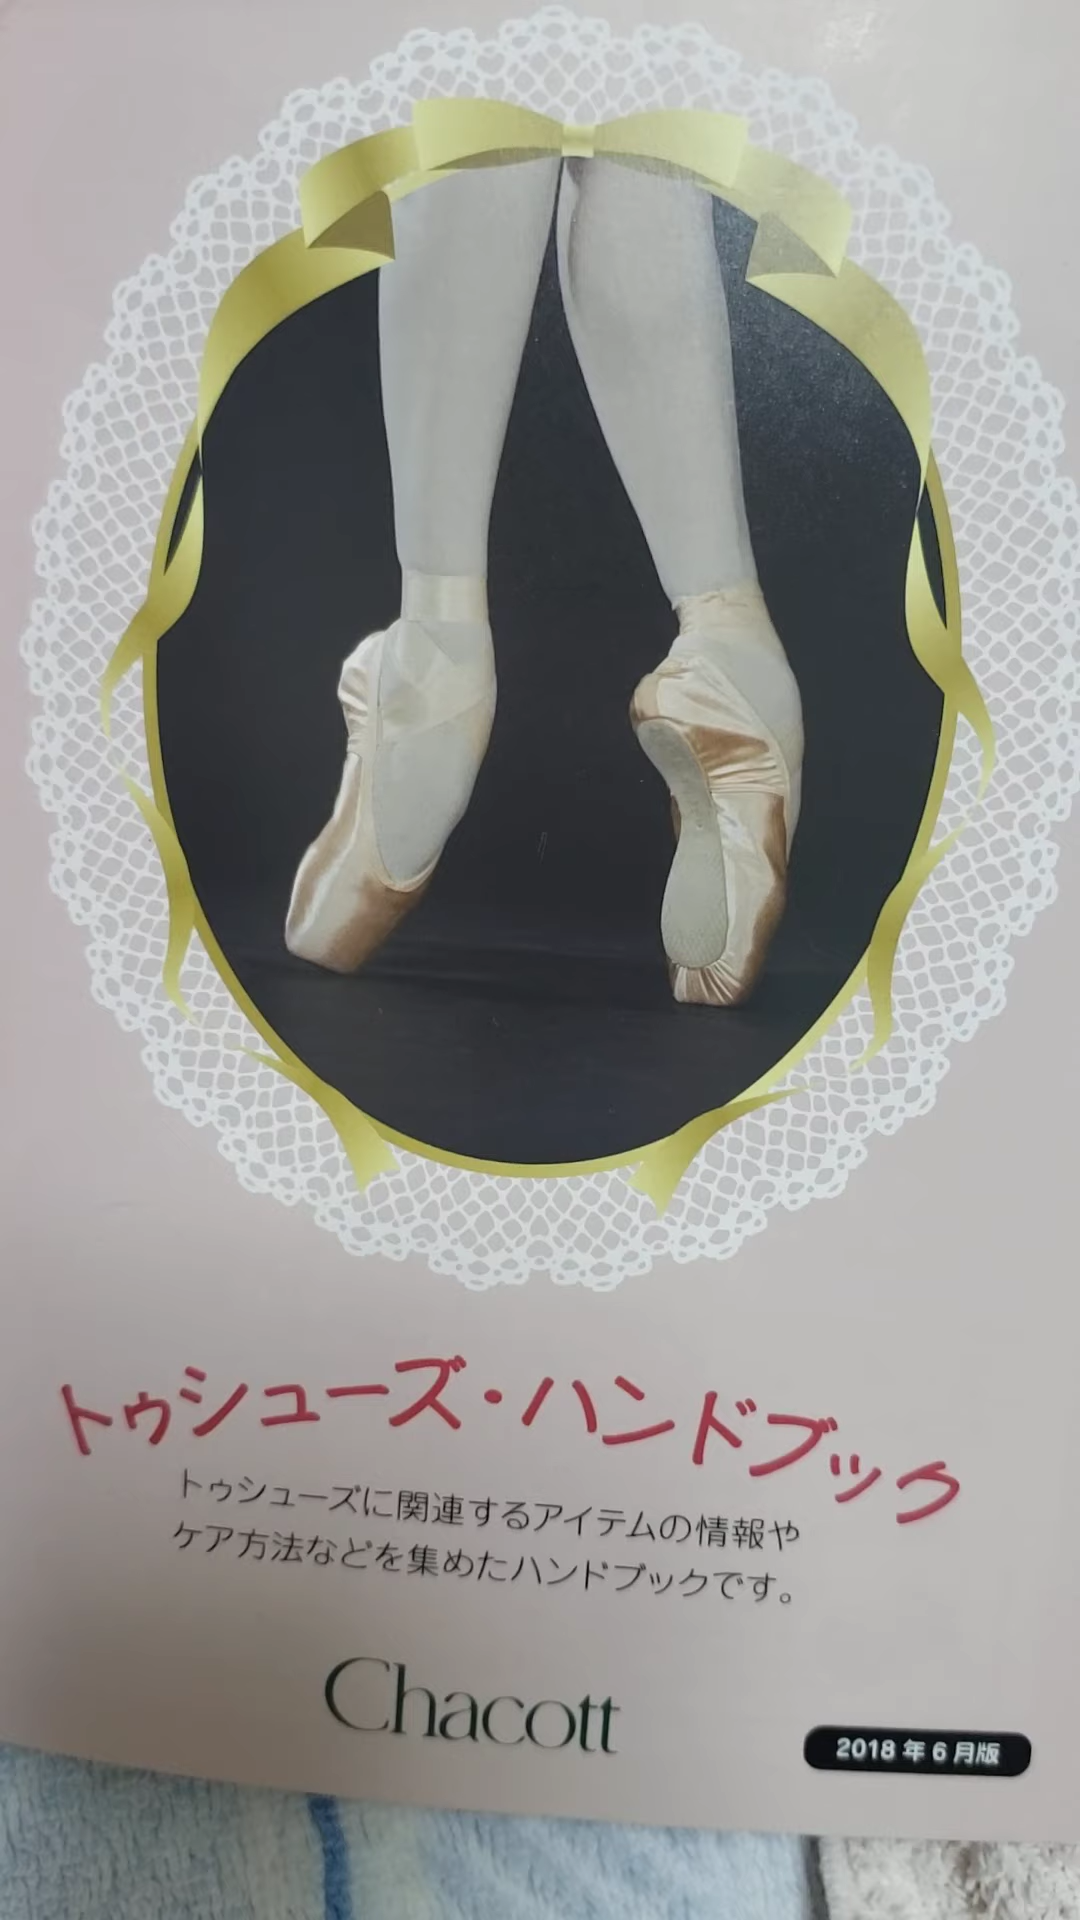 トゥシューズ・ハンドブック
トゥシューズに関連するアイテムの情報や
ケア方法などを集めたハンドブックです。
Chacott
2018年6月版